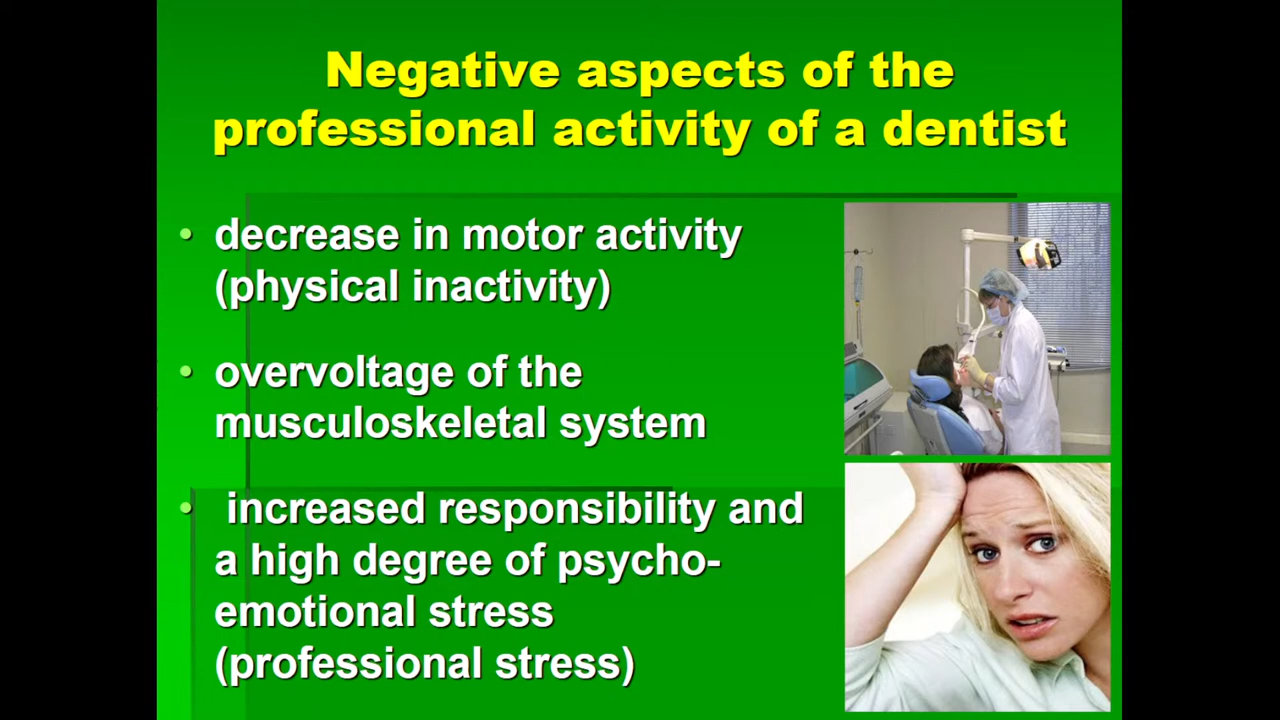 Negative aspects of the
professional activity of a dentist
• decrease in motor activity
(physical inactivity)
• overvoltage of the
musculoskeletal system
• increased responsibility and
a high degree of psycho-
emotional stress
(professional stress)